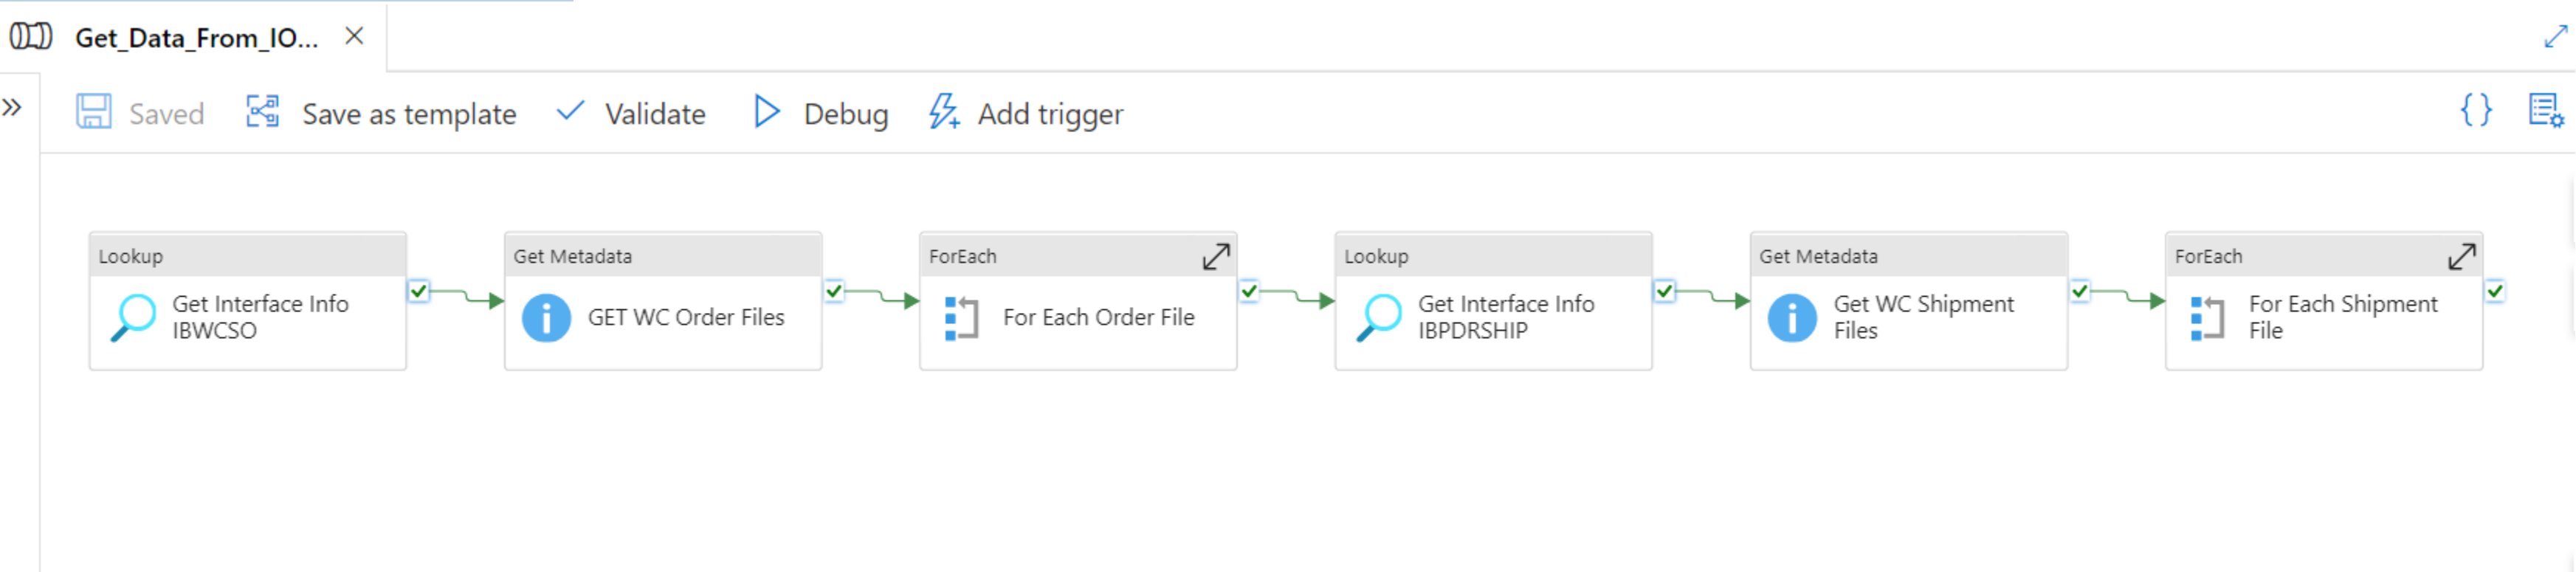 Get_Data_From_IO...
Saved
Save as template
Validate
Debug
Add trigger
Lookup
Get Interface Info
IBWCSO
Get Metadata
GET WC Order Files
ForEach
For Each Order File
Lookup
Get Interface Info
IBPDRSHIP
Get Metadata
Get WC Shipment
Files
ForEach
For Each Shipment
File